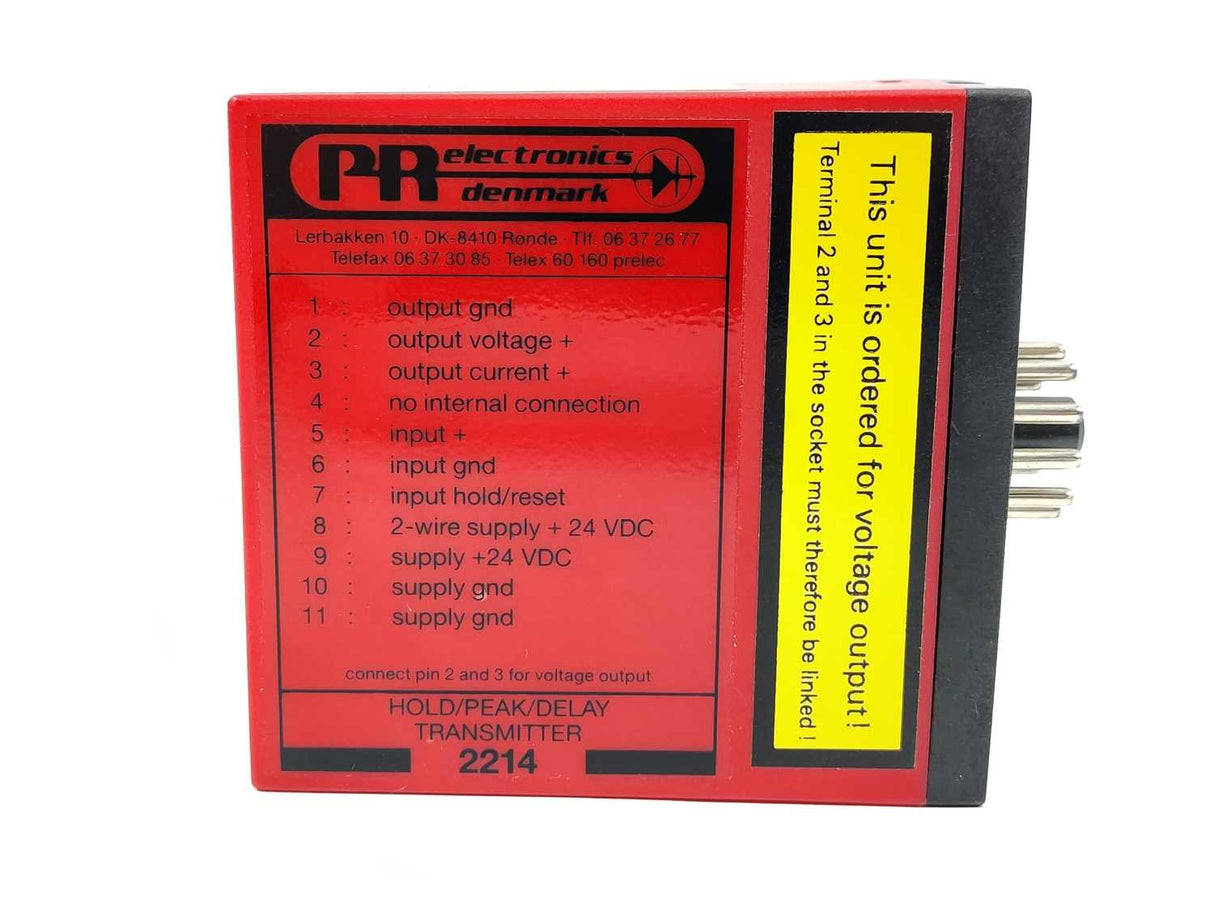 PR electronics
denmark
Lerbakken 10 · DK-8410 Rønde · Tlf. 06 37 26 77
Telefax 06 37 30 85 · Telex 60 160 prelec
1 : output gnd
2 : output voltage +
3 : output current +
4 : no internal connection
5 : input +
6 : input gnd
7 : input hold/reset
8 : 2-wire supply + 24 VDC
9 : supply +24 VDC
10 : supply gnd
11 : supply gnd
connect pin 2 and 3 for voltage output
HOLD/PEAK/DELAY
TRANSMITTER
2214
This unit is ordered for voltage output!
Terminal 2 and 3 in the socket must therefore be linked!